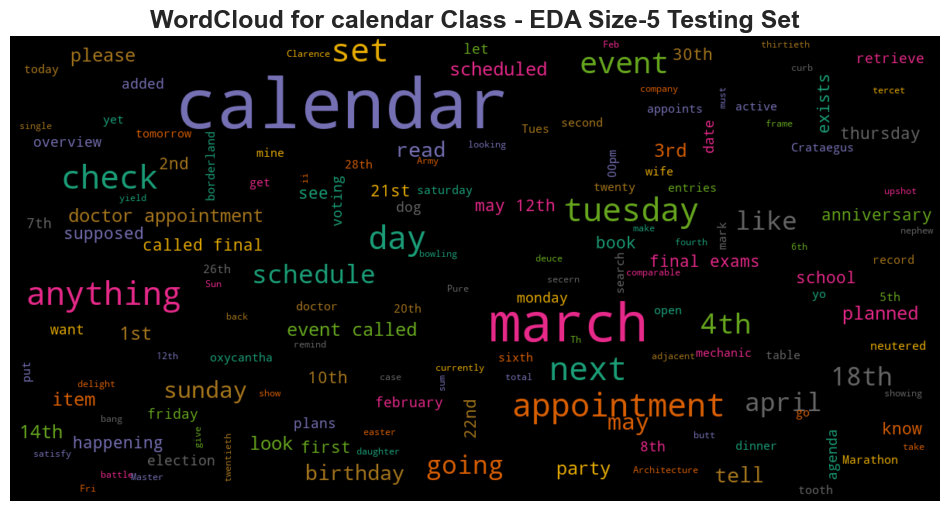 WordCloud for calendar Class - EDA Size-5 Testing Set
today
please
Clarence
set
let
scheduled
Feb
event
30th
thirtieth
curb
retrieve
added
calendar
company
appoints
must
active
exists
tercet
single
yet
tomorrow
overview
borderland
mine
read
looking
Tues
second
3rd
date
frame
Crataegus
thursday
2nd
28th
Army
00pm
wife
check
yield
get
ii
see
voting
21st
saturday
twenty
entries
upshot
7th
doctor appointment
supposed
called final
dog
may 12th
tuesday
like
anniversary
nephew
day
bowling
book
make
fourth
mark
6th
26th
Sun
schedule
Pure
deuce
secern
search
final exams
comparable
record
school
anything
doctor
20th
monday
open
yo
5th
planned
back
want
1st
event called
remind
march
Th
4th
neutered
12th
put
oxycantha
case
currently
sixth
adjacent
mechanic
table
next
delight
sunday
show
10th
sum
total
18th
showing
item
bang
friday
february
plans
easter
22nd
appointment
may
april
go
know
14th
satisfy
happening
give
look
first
daughter
butt
8th
dinner
agenda
take
election
twentieth
battle
Master
Fri
birthday
going
party
Architecture
tell
Marathon
tooth